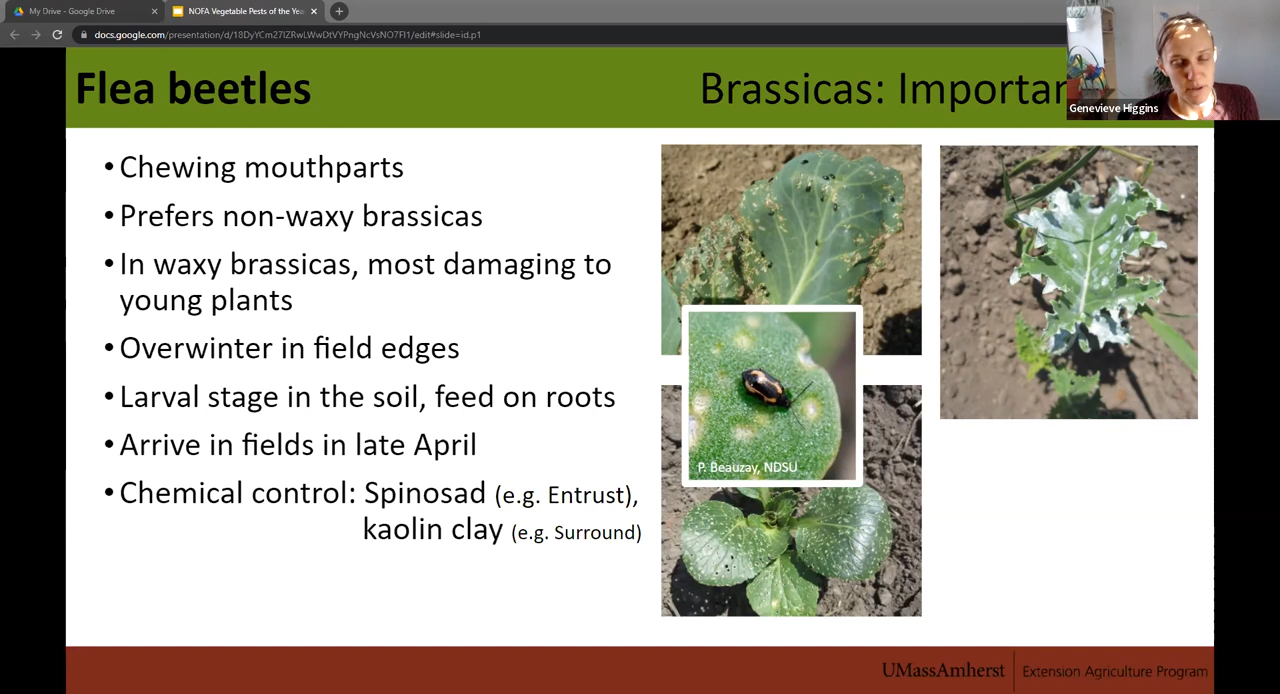 My Drive - Google Drive
NOFA Vegetable Pests of the Yea
docs.google.com/presentation/d/18DyYCm27IZRwLWwDtVYPngNcVsNO7FI1/edit#slide=id.p1
Genevieve Higgins
Flea beetles
Brassicas: Importan
• Chewing mouthparts
• Prefers non-waxy brassicas
• In waxy brassicas, most damaging to
young plants
• Overwinter in field edges
• Larval stage in the soil, feed on roots
• Arrive in fields in late April
• Chemical control: Spinosad (e.g. Entrust),
kaolin clay (e.g. Surround)
P. Beauzay, NDSU
UMassAmherst
Extension Agriculture Program